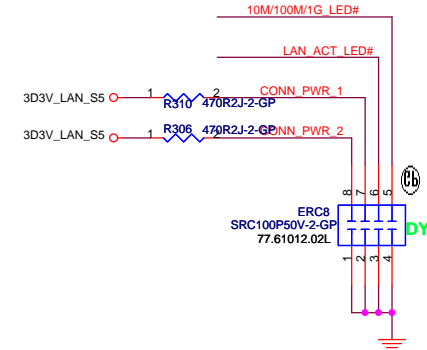 10M/100M/1G_LED#
LAN_ACT_LED#
3D3V_LAN_S5 1 2 CONN_PWR_1
R310 470R2J-2-GP
3D3V_LAN_S5 1 R306 470R2J-2-GP
2 CONN_PWR_2
Cb
8 7 6 5
ERC8
SRC100P50V-2-GP
77.61012.02L
DY
1 2 3 4